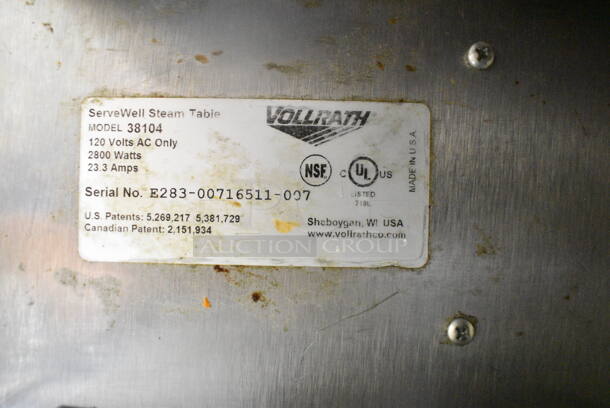 ServeWell Steam Table
MODEL 38104
120 Volts AC Only
2800 Watts
23.3 Amps
VOLLRATH
NSF
C UL US
LISTED
MADE IN U.S.A.
Serial No. E283-00716511-007
U.S. Patents: 5,269,217 5,381,729
Canadian Patent: 2,151,934
Sheboygan, WI USA
www.vollrathco.com
AUCTION GROUP